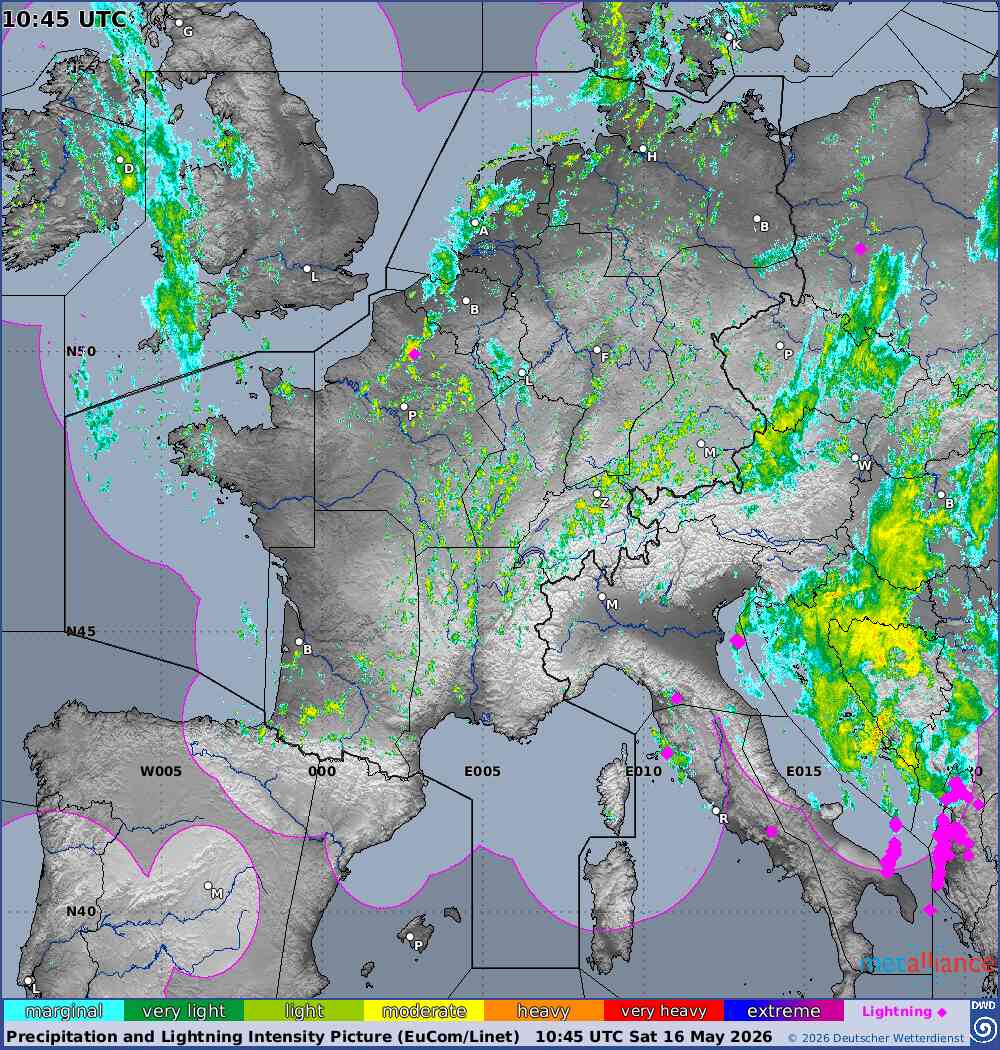 10:45 UTC
G
K
N55
D
H
A
B
L
B
N50
P
F
L
P
M
W
Z
B
M
N45
B
W005
000
E005
E010
E015
R
M
N40
P
L
metalliance
marginal very light light moderate heavy very heavy extreme Lightning
DWD
Precipitation and Lightning Intensity Picture (EuCom/Linet) 10:45 UTC Sat 16 May 2026 © 2026 Deutscher Wetterdienst